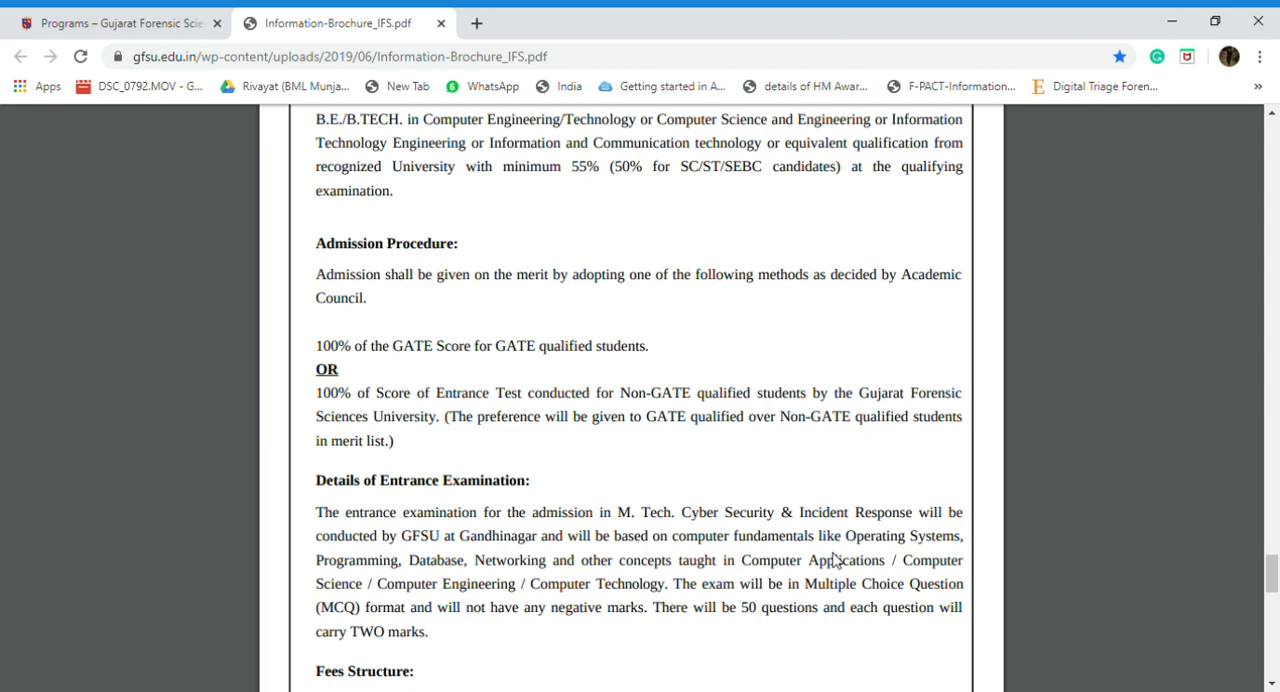 Programs – Gujarat Forensic Scie
Information-Brochure_IFS.pdf
gfsu.edu.in/wp-content/uploads/2019/06/Information-Brochure_IFS.pdf
Apps DSC_0792.MOV - G... Rivayat (BML Munja... New Tab WhatsApp India Getting started in A... details of HM Awar... F-PACT-Information... Digital Triage Foren... »
B.E./B.TECH. in Computer Engineering/Technology or Computer Science and Engineering or Information
Technology Engineering or Information and Communication technology or equivalent qualification from
recognized University with minimum 55% (50% for SC/ST/SEBC candidates) at the qualifying
examination.
Admission Procedure:
Admission shall be given on the merit by adopting one of the following methods as decided by Academic
Council.
100% of the GATE Score for GATE qualified students.
OR
100% of Score of Entrance Test conducted for Non-GATE qualified students by the Gujarat Forensic
Sciences University. (The preference will be given to GATE qualified over Non-GATE qualified students
in merit list.)
Details of Entrance Examination:
The entrance examination for the admission in M. Tech. Cyber Security & Incident Response will be
conducted by GFSU at Gandhinagar and will be based on computer fundamentals like Operating Systems,
Programming, Database, Networking and other concepts taught in Computer Applications / Computer
Science / Computer Engineering / Computer Technology. The exam will be in Multiple Choice Question
(MCQ) format and will not have any negative marks. There will be 50 questions and each question will
carry TWO marks.
Fees Structure: